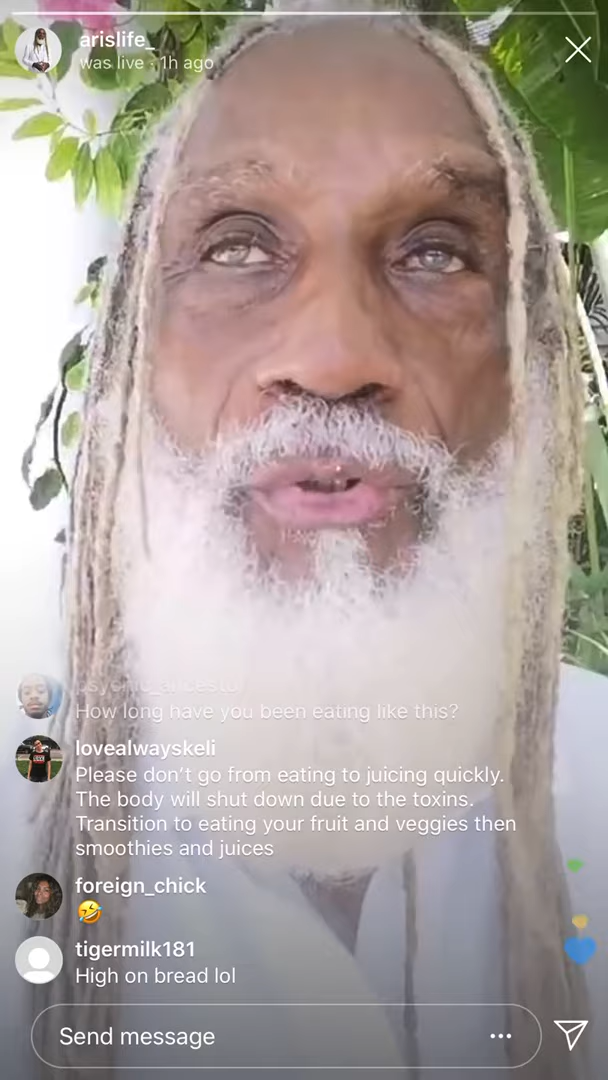 arislife_
was live · 1h ago
psychic_ancestor
How long have you been eating like this?
lovealwayskeli
Please don't go from eating to juicing quickly.
The body will shut down due to the toxins.
Transition to eating your fruit and veggies then
smoothies and juices
foreign_chick
🤣
tigermilk181
High on bread lol
Send message